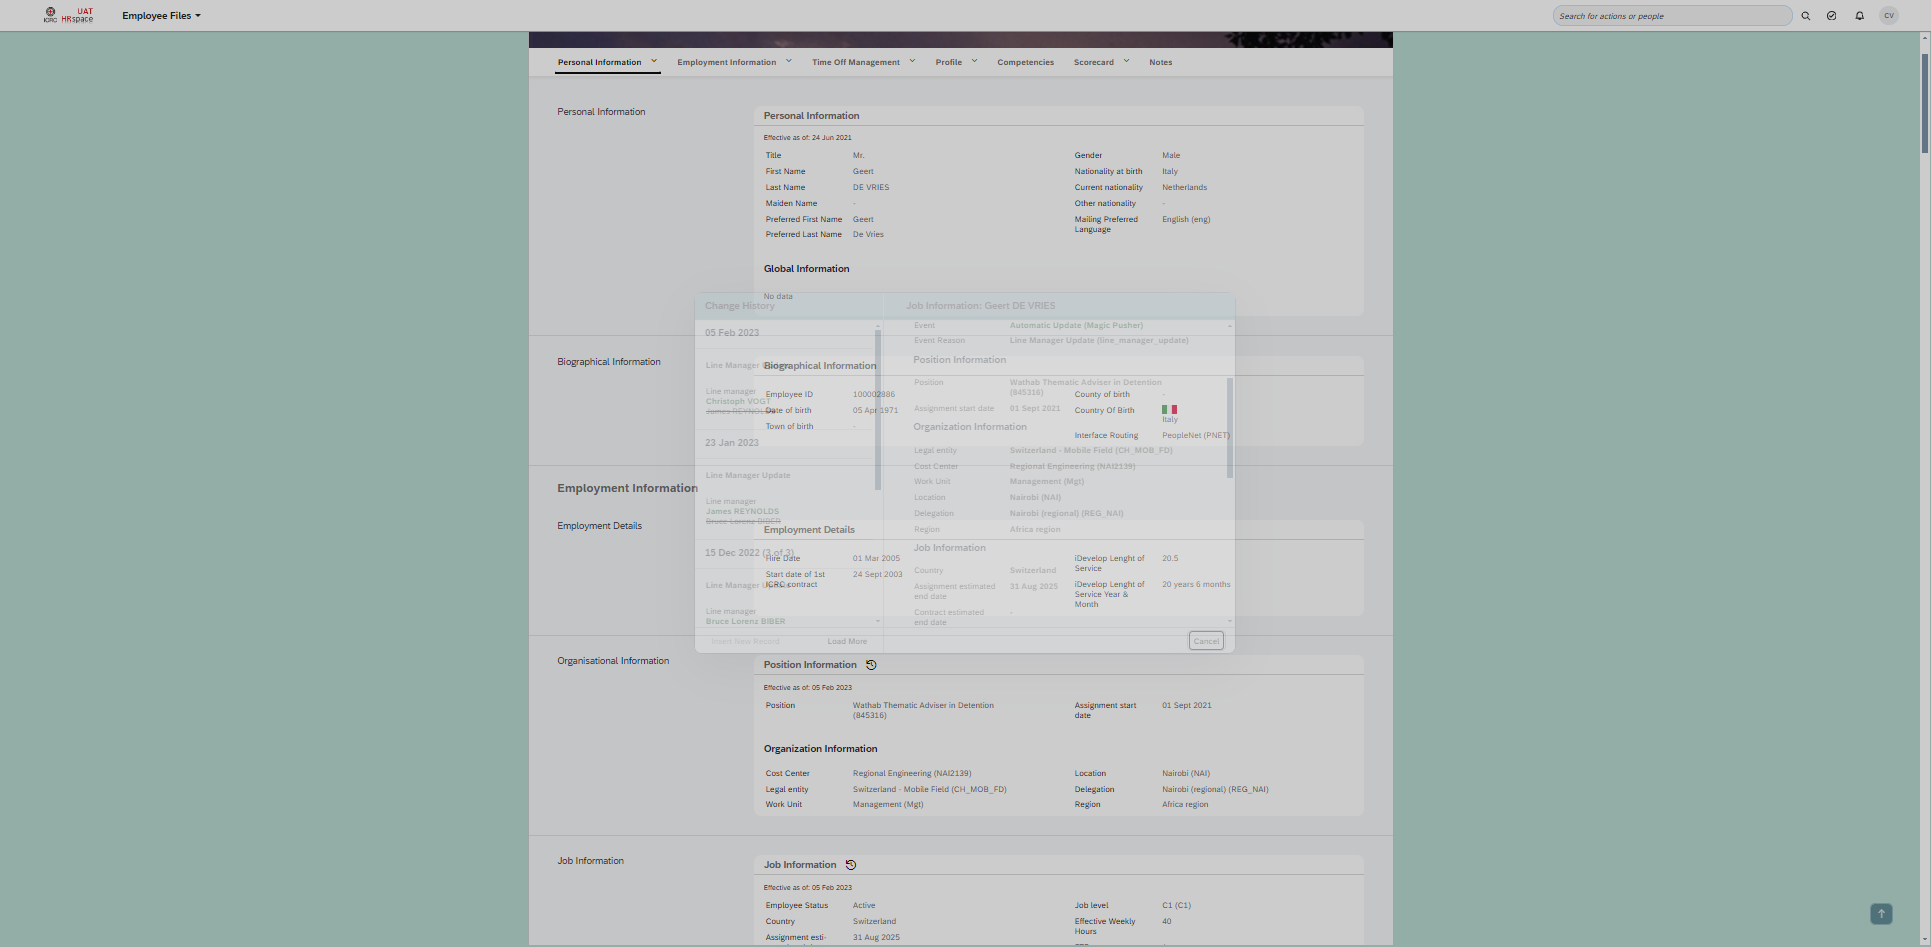 ICRC UAT HRspace
Employee Files
Search for actions or people
CV
Personal Information
Employment Information
Time Off Management
Profile
Competencies
Scorecard
Notes
Personal Information
Personal Information
Effective as of: 24 Jun 2021
Title Mr.
Gender Male
First Name Geert
Nationality at birth Italy
Last Name DE VRIES
Current nationality Netherlands
Maiden Name -
Other nationality -
Preferred First Name Geert
Mailing Preferred Language English (eng)
Preferred Last Name De Vries
Global Information
No data
Change History
Job Information: Geert DE VRIES
05 Feb 2023
Line Manager Update
Line manager
Christoph VOGT
James REYNOLDS
23 Jan 2023
Line Manager Update
Line manager
James REYNOLDS
Bruce Lorenz BIBER
15 Dec 2022 (3 of 3)
Line Manager Update
Line manager
Bruce Lorenz BIBER
Insert New Record
Load More
Event Automatic Update (Magic Pusher)
Event Reason Line Manager Update (line_manager_update)
Position Information
Position Wathab Thematic Adviser in Detention
(845316)
Assignment start date 01 Sept 2021
Organization Information
Legal entity Switzerland - Mobile Field (CH_MOB_FD)
Cost Center Regional Engineering (NAI2139)
Work Unit Management (Mgt)
Location Nairobi (NAI)
Delegation Nairobi (regional) (REG_NAI)
Region Africa region
Job Information
Country Switzerland
Assignment estimated
end date 31 Aug 2025
Contract estimated
end date -
Cancel
Biographical Information
Biographical Information
Employee ID 100002886
County of birth -
Date of birth 05 Apr 1971
Country Of Birth Italy
Town of birth -
Interface Routing PeopleNet (PNET)
Employment Information
Employment Details
Employment Details
Hire Date 01 Mar 2005
iDevelop Lenght of
Service 20.5
Start date of 1st
ICRC contract 24 Sept 2003
iDevelop Lenght of
Service Year &
Month 20 years 6 months
Organisational Information
Position Information
Effective as of: 05 Feb 2023
Position Wathab Thematic Adviser in Detention
(845316)
Assignment start
date 01 Sept 2021
Organization Information
Cost Center Regional Engineering (NAI2139)
Location Nairobi (NAI)
Legal entity Switzerland - Mobile Field (CH_MOB_FD)
Delegation Nairobi (regional) (REG_NAI)
Work Unit Management (Mgt)
Region Africa region
Job Information
Job Information
Effective as of: 05 Feb 2023
Employee Status Active
Job level C1 (C1)
Country Switzerland
Effective Weekly
Hours 40
Assignment esti- 31 Aug 2025